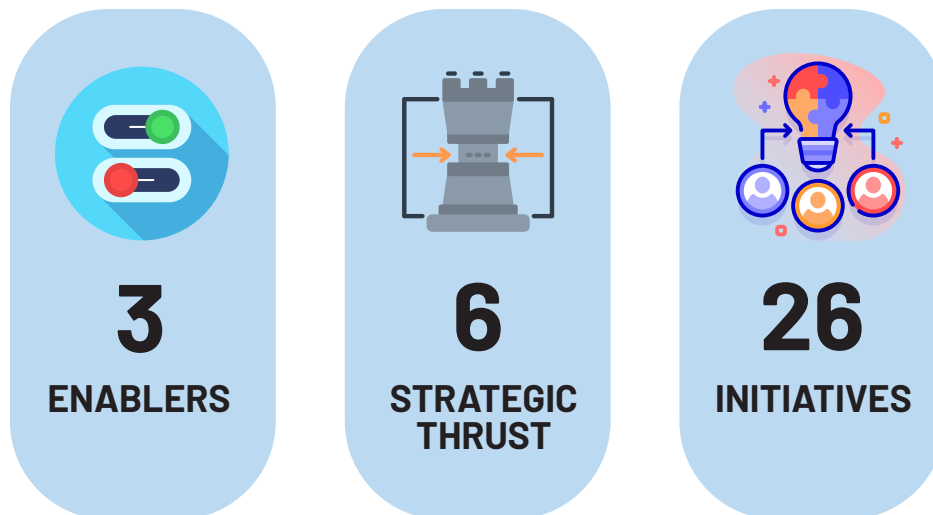 3
ENABLERS
6
STRATEGIC
THRUST
26
INITIATIVES